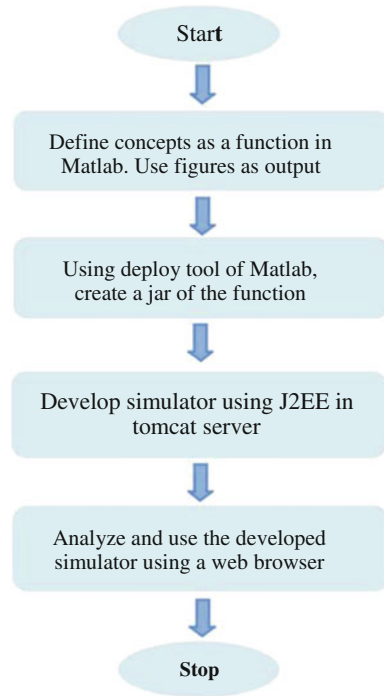 Start
Define concepts as a function in
Matlab. Use figures as output
Using deploy tool of Matlab,
create a jar of the function
Develop simulator using J2EE in
tomcat server
Analyze and use the developed
simulator using a web browser
Stop